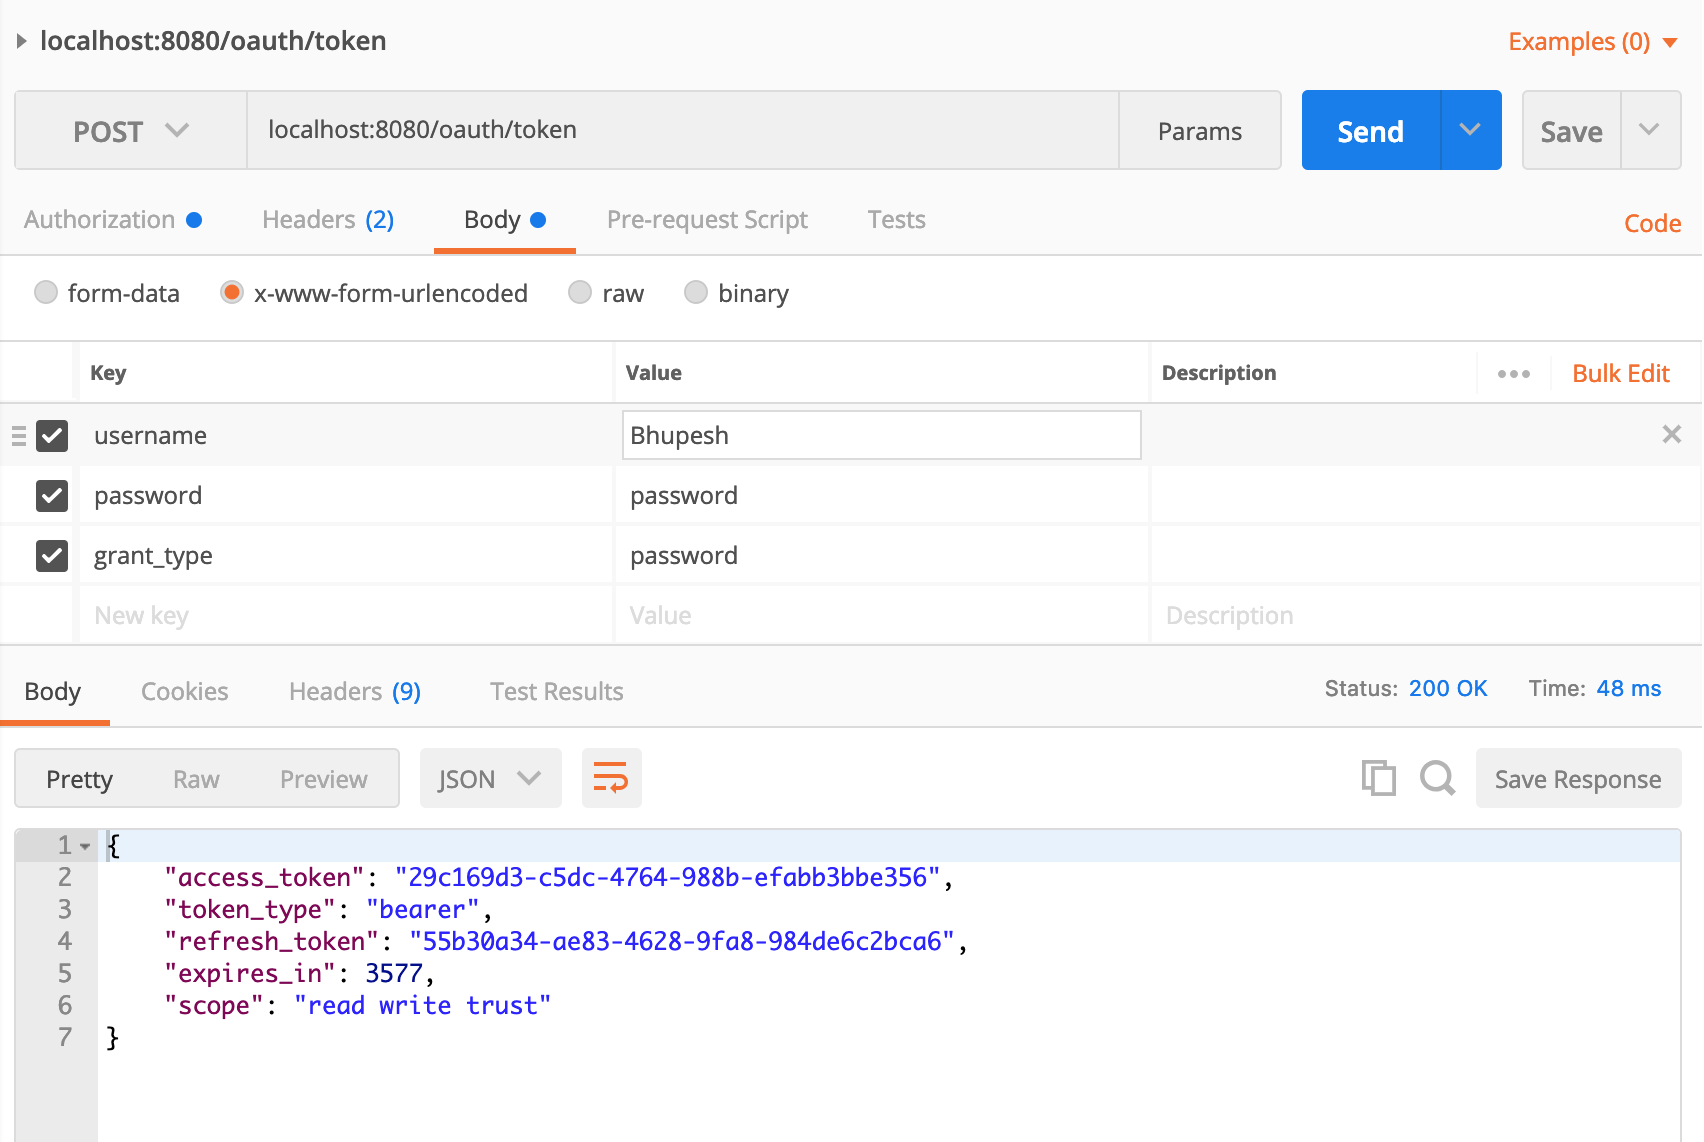 localhost:8080/oauth/token Examples (0)
POST localhost:8080/oauth/token Params Send Save
Authorization Headers (2) Body Pre-request Script Tests Code
form-data x-www-form-urlencoded raw binary
Key Value Description Bulk Edit
username Bhupesh
password password
grant_type password
New key Value Description
Body Cookies Headers (9) Test Results Status: 200 OK Time: 48 ms
Pretty Raw Preview JSON Save Response
1 {
2 "access_token": "29c169d3-c5dc-4764-988b-efabb3bbe356",
3 "token_type": "bearer",
4 "refresh_token": "55b30a34-ae83-4628-9fa8-984de6c2bca6",
5 "expires_in": 3577,
6 "scope": "read write trust"
7 }